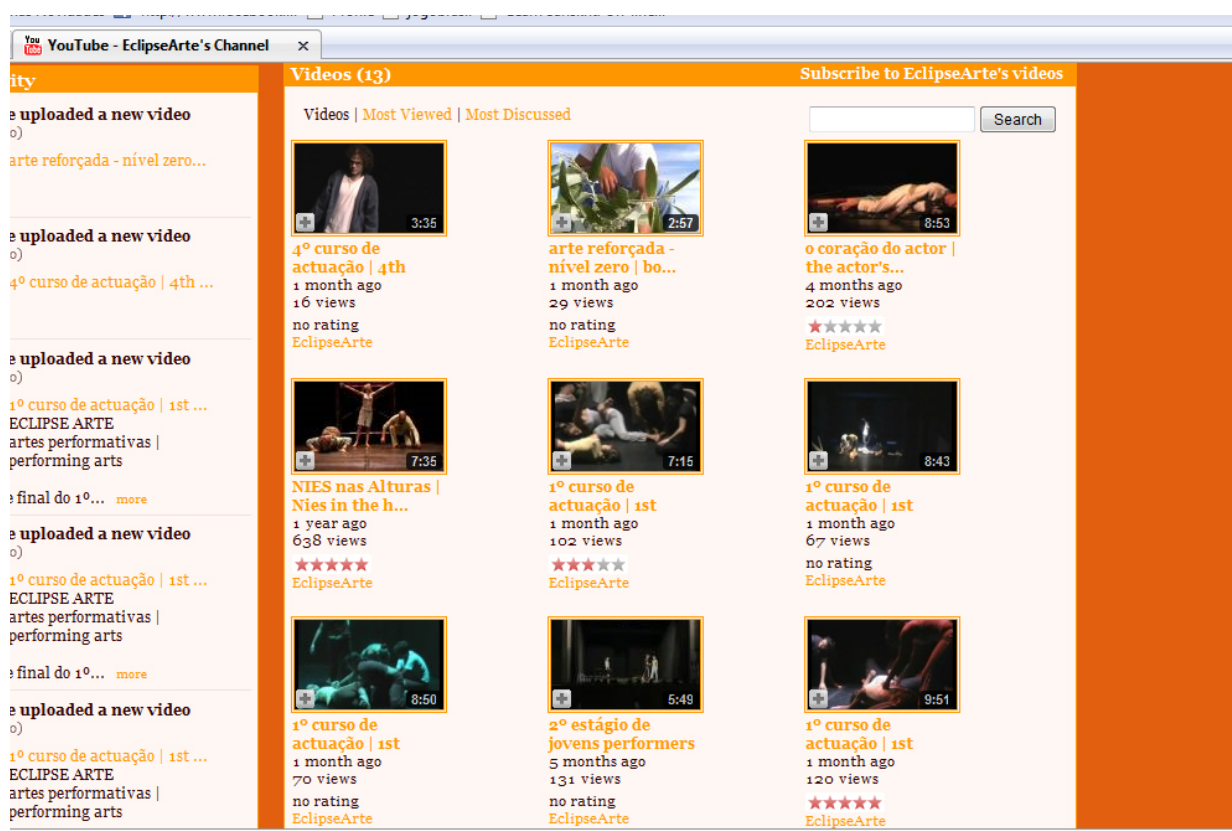 YouTube - EclipseArte's Channel
ity
e uploaded a new video
o)
arte reforçada - nível zero...
e uploaded a new video
o)
4º curso de actuação | 4th ...
e uploaded a new video
o)
1º curso de actuação | 1st ...
ECLIPSE ARTE
artes performativas |
performing arts
e final do 1º... more
e uploaded a new video
o)
1º curso de actuação | 1st ...
ECLIPSE ARTE
artes performativas |
performing arts
e final do 1º... more
e uploaded a new video
o)
1º curso de actuação | 1st ...
ECLIPSE ARTE
artes performativas |
performing arts
Videos (13) Subscribe to EclipseArte's videos
Videos | Most Viewed | Most Discussed Search
3:35
4º curso de
actuação | 4th
1 month ago
16 views
no rating
EclipseArte
2:57
arte reforçada -
nível zero | bo...
1 month ago
29 views
no rating
EclipseArte
8:53
o coração do actor |
the actor's...
4 months ago
202 views
EclipseArte
7:35
NIES nas Alturas |
Nies in the h...
1 year ago
638 views
EclipseArte
7:15
1º curso de
actuação | 1st
1 month ago
102 views
EclipseArte
8:43
1º curso de
actuação | 1st
1 month ago
67 views
no rating
EclipseArte
8:50
1º curso de
actuação | 1st
1 month ago
70 views
no rating
EclipseArte
5:49
2º estágio de
jovens performers
5 months ago
131 views
no rating
EclipseArte
9:51
1º curso de
actuação | 1st
1 month ago
120 views
EclipseArte